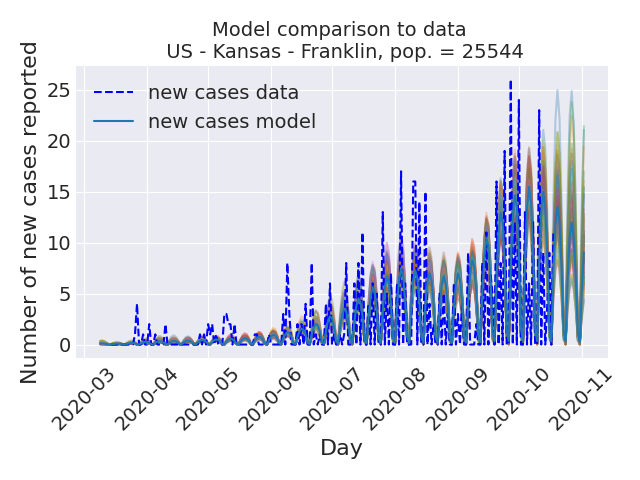 Model comparison to data
US - Kansas - Franklin, pop. = 25544
Number of new cases reported
25
20
15
10
5
0
new cases data
new cases model
2020-03
2020-04
2020-05
2020-06
2020-07
2020-08
2020-09
2020-10
2020-11
Day